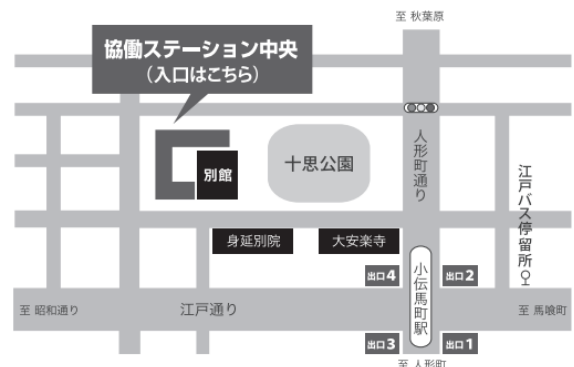 至 秋葉原
協働ステーション中央
（入口はこちら）
人形町通り
別館
十思公園
江戸バス停留所
身延別院
大安楽寺
出口4
小伝馬町駅
出口2
至 昭和通り
江戸通り
至 馬喰町
出口3
出口1
至 人形町